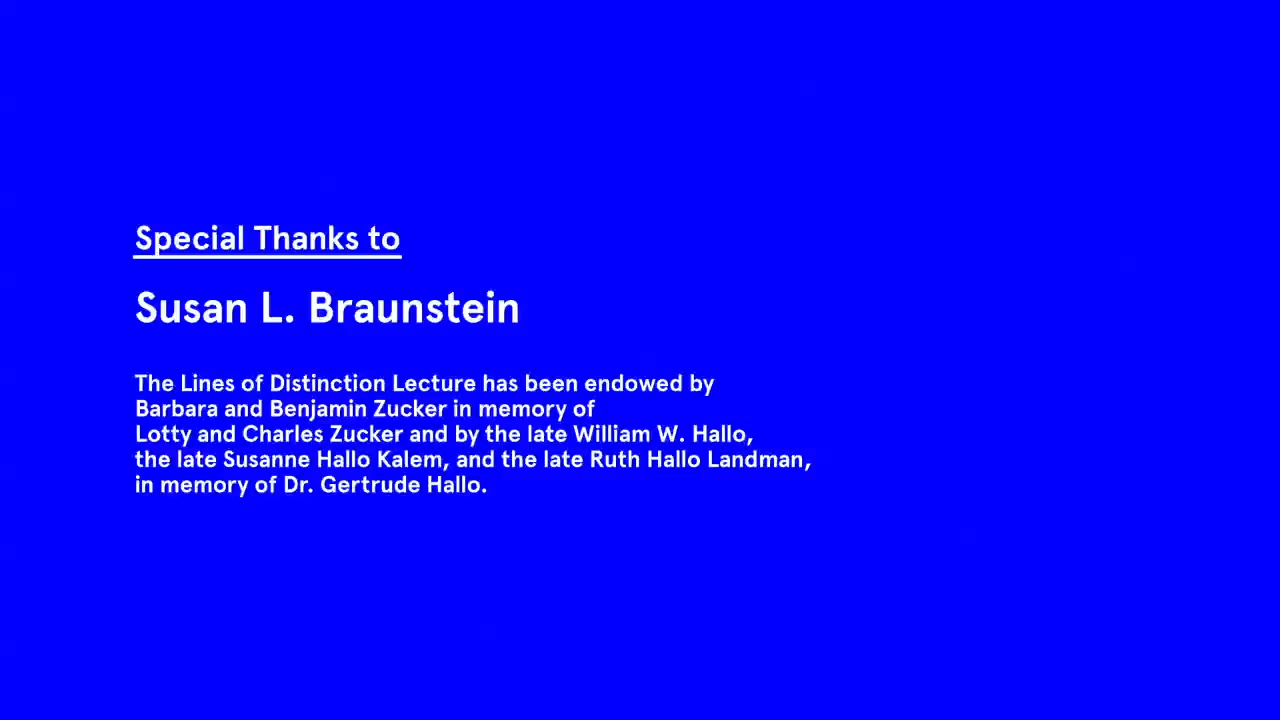 Special Thanks to
Susan L. Braunstein
The Lines of Distinction Lecture has been endowed by
Barbara and Benjamin Zucker in memory of
Lotty and Charles Zucker and by the late William W. Hallo,
the late Susanne Hallo Kalem, and the late Ruth Hallo Landman,
in memory of Dr. Gertrude Hallo.